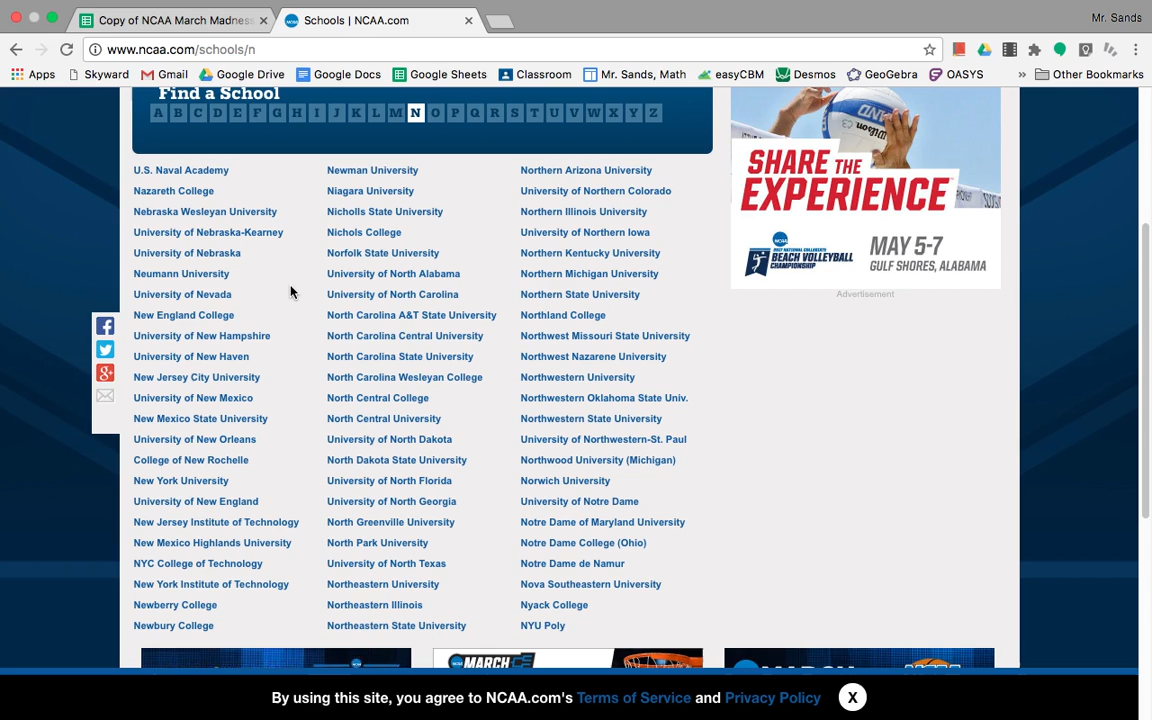 Copy of NCAA March Madness
Schools | NCAA.com
Mr. Sands
www.ncaa.com/schools/n
Apps
Skyward
Gmail
Google Drive
Google Docs
Google Sheets
Classroom
Mr. Sands, Math
easyCBM
Desmos
GeoGebra
OASYS
»
Other Bookmarks
Find a School
A B C D E F G H I J K L M N O P Q R S T U V W X Y Z
U.S. Naval Academy
Nazareth College
Nebraska Wesleyan University
University of Nebraska-Kearney
University of Nebraska
Neumann University
University of Nevada
New England College
University of New Hampshire
University of New Haven
New Jersey City University
University of New Mexico
New Mexico State University
University of New Orleans
College of New Rochelle
New York University
University of New England
New Jersey Institute of Technology
New Mexico Highlands University
NYC College of Technology
New York Institute of Technology
Newberry College
Newbury College
Newman University
Niagara University
Nicholls State University
Nichols College
Norfolk State University
University of North Alabama
University of North Carolina
North Carolina A&T State University
North Carolina Central University
North Carolina State University
North Carolina Wesleyan College
North Central College
North Central University
University of North Dakota
North Dakota State University
University of North Florida
University of North Georgia
North Greenville University
North Park University
University of North Texas
Northeastern University
Northeastern Illinois
Northeastern State University
Northern Arizona University
University of Northern Colorado
Northern Illinois University
University of Northern Iowa
Northern Kentucky University
Northern Michigan University
Northern State University
Northland College
Northwest Missouri State University
Northwest Nazarene University
Northwestern University
Northwestern Oklahoma State Univ.
Northwestern State University
University of Northwestern-St. Paul
Northwood University (Michigan)
Norwich University
University of Notre Dame
Notre Dame of Maryland University
Notre Dame College (Ohio)
Notre Dame de Namur
Nova Southeastern University
Nyack College
NYU Poly
Wilson
SHARE THE
EXPERIENCE
NCAA
BEACH VOLLEYBALL
CHAMPIONSHIP
MAY 5-7
GULF SHORES, ALABAMA
Advertisement
MARCH
By using this site, you agree to NCAA.com's Terms of Service and Privacy Policy
X